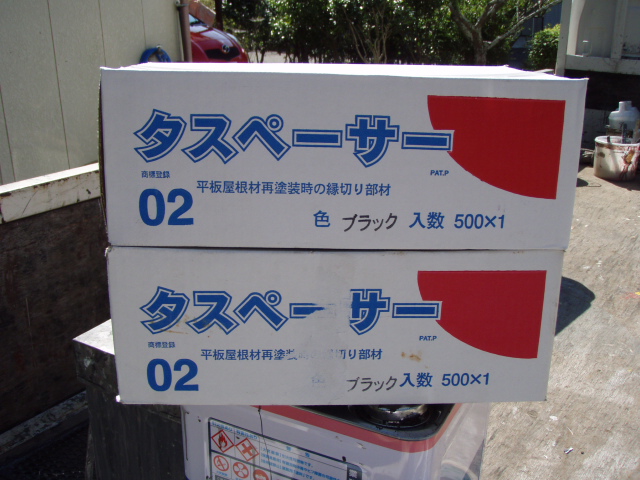 タスペーサー
商標登録
PAT.P
02 平板屋根材再塗装時の縁切り部材
色 ブラック 入数 500×1
タスペーサー
商標登録
PAT.P
02 平板屋根材再塗装時 切り部材
ブラック 入数 500×1